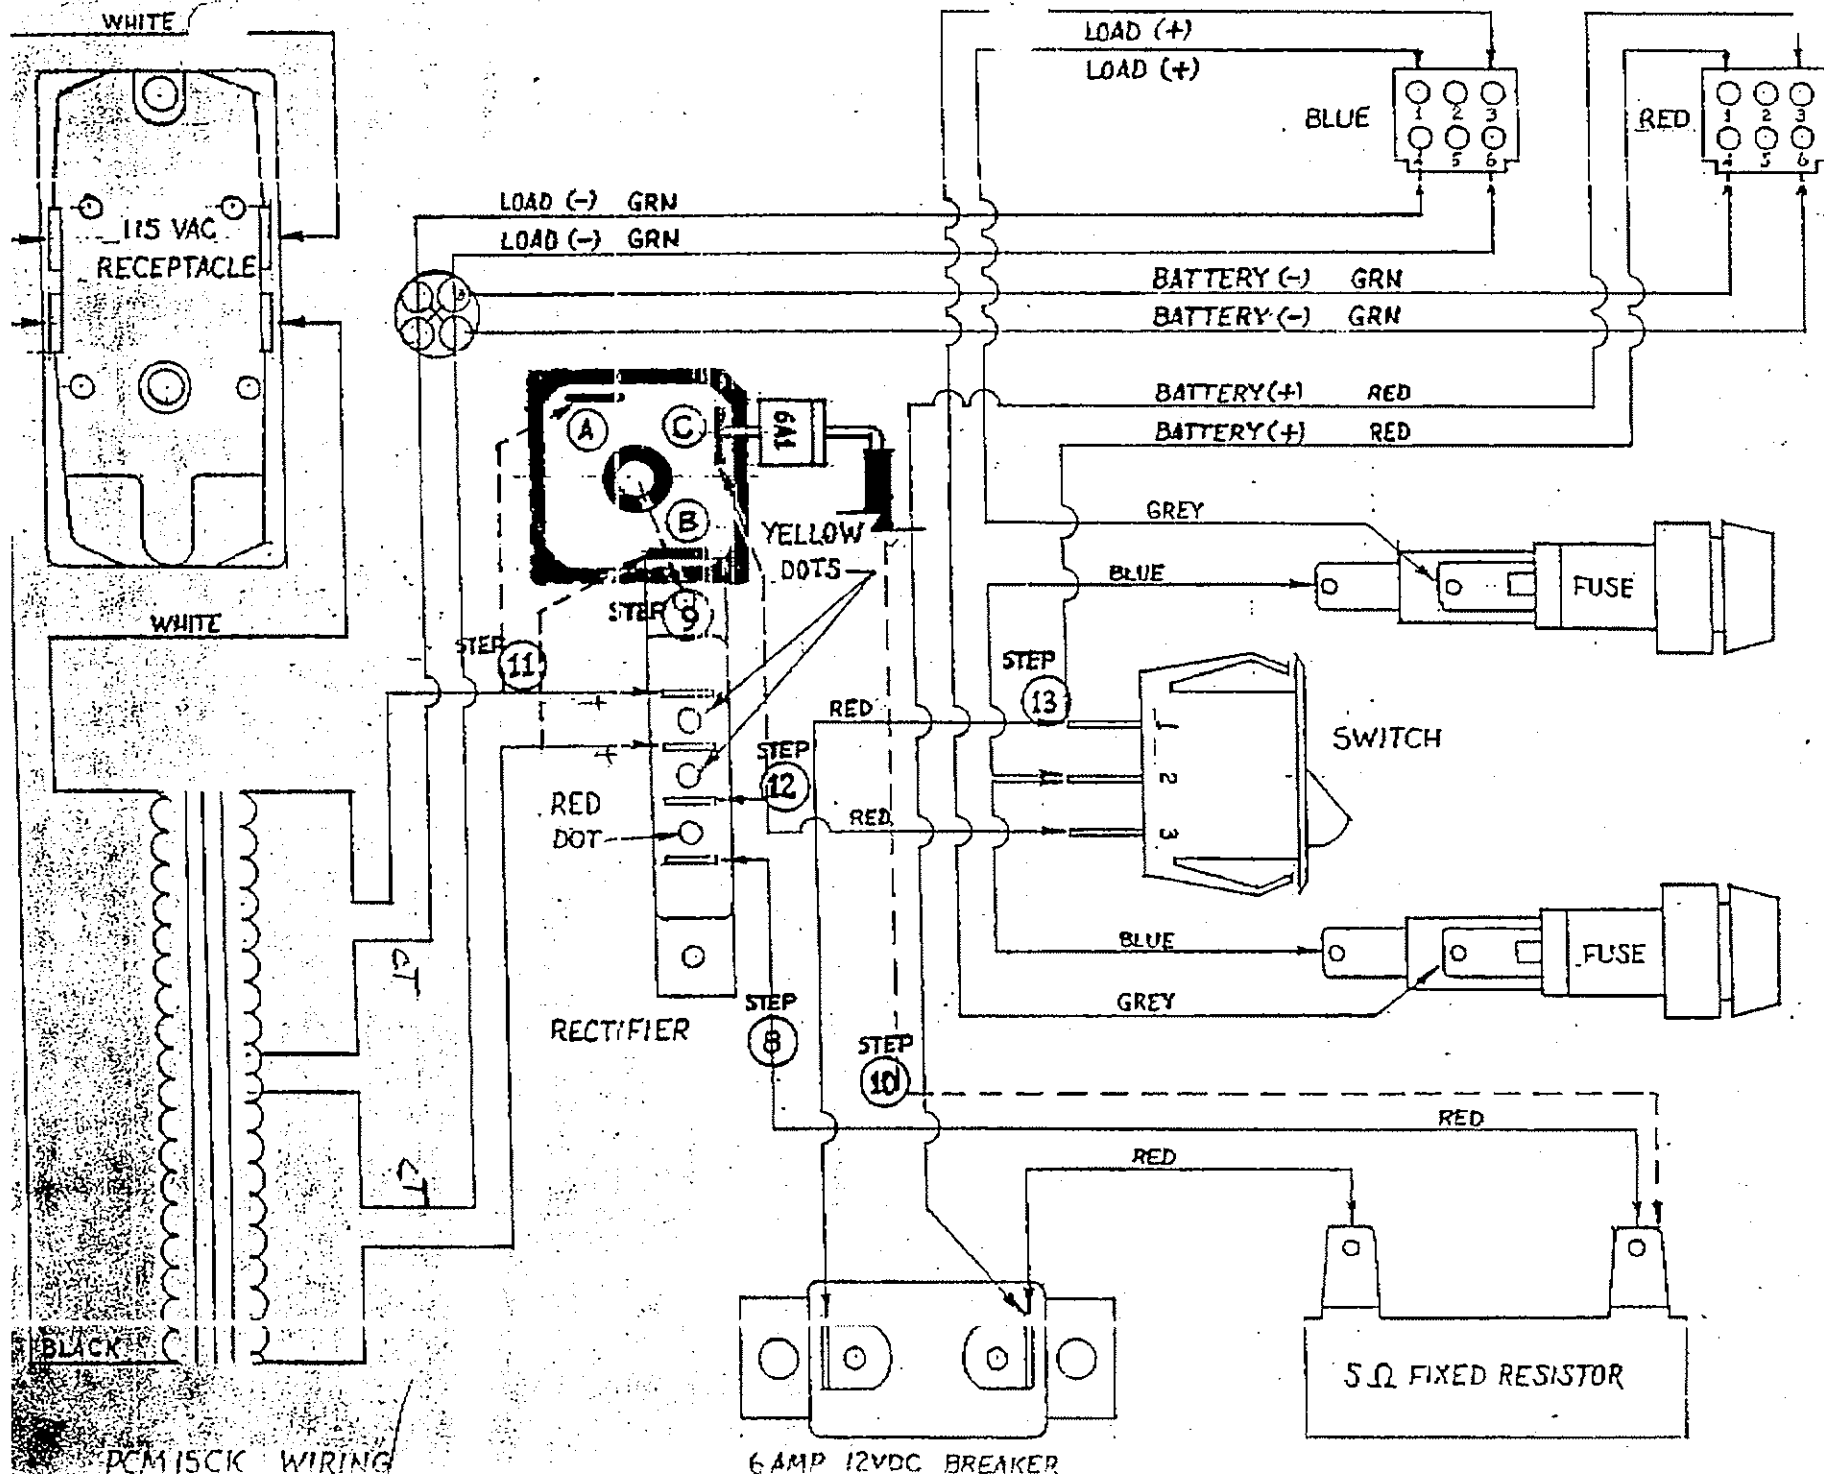 WHITE
LOAD (+)
LOAD (+)
BLUE
1 2 3
4 5 6
RED
1 2 3
4 5 6
115 VAC
RECEPTACLE
LOAD (-) GRN
LOAD (-) GRN
BATTERY (-) GRN
BATTERY (-) GRN
BATTERY (+) RED
BATTERY (+) RED
A
C
B
6A1
YELLOW
DOTS
GREY
BLUE
FUSE
WHITE
STEP
9
STEP
11
STEP
13
RED
1
2
3
SWITCH
+
+
STEP
12
RED
DOT
RED
CT
BLUE
FUSE
GREY
RECTIFIER
STEP
8
STEP
10
RED
RED
CT
BLACK
5 Ω FIXED RESISTOR
PCM15CK WIRING
6 AMP 12VDC BREAKER